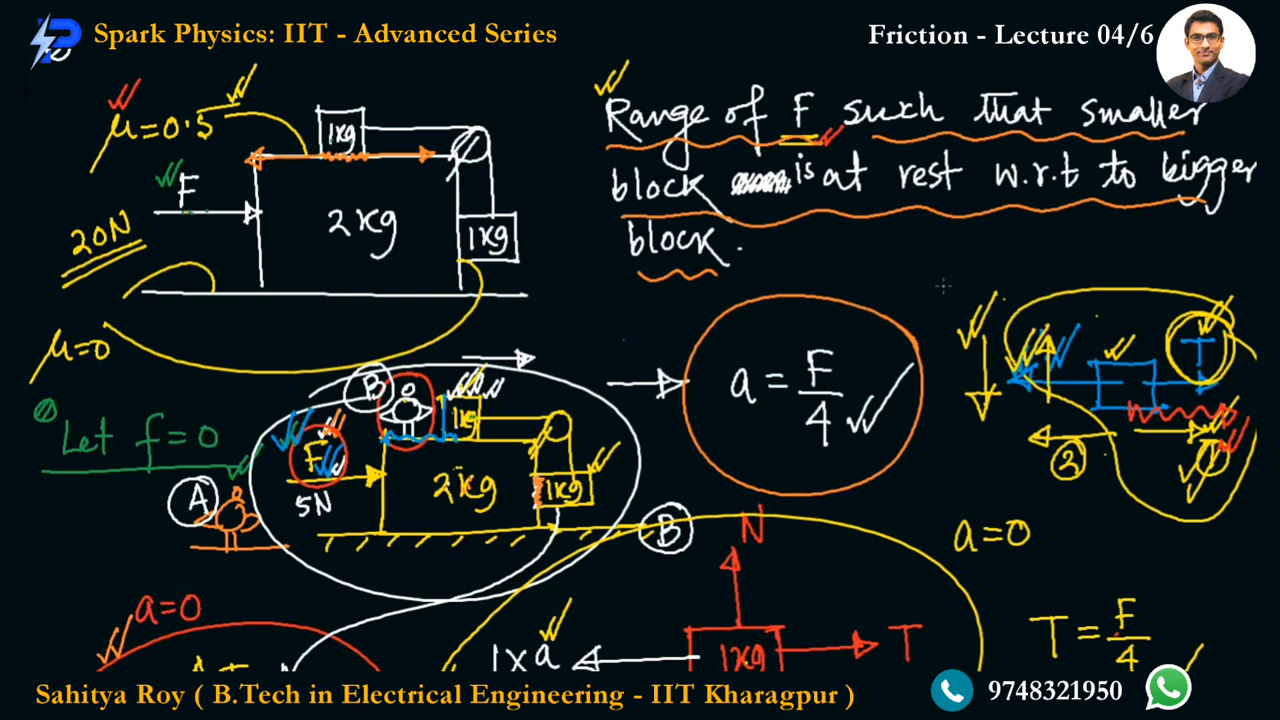 Spark Physics: IIT - Advanced Series
Friction - Lecture 04/6
μ=0.5
1kg
F
20N
2kg
1kg
μ=0
Range of F such that smaller
block is at rest w.r.t to bigger
block.
Let f=0
B
F
5N
1kg
2kg
1kg
A
a = F/4
T
2
1
a=0
B
N
a=0
1×a
1kg
T
T = F/4
Sahitya Roy ( B.Tech in Electrical Engineering - IIT Kharagpur )
9748321950